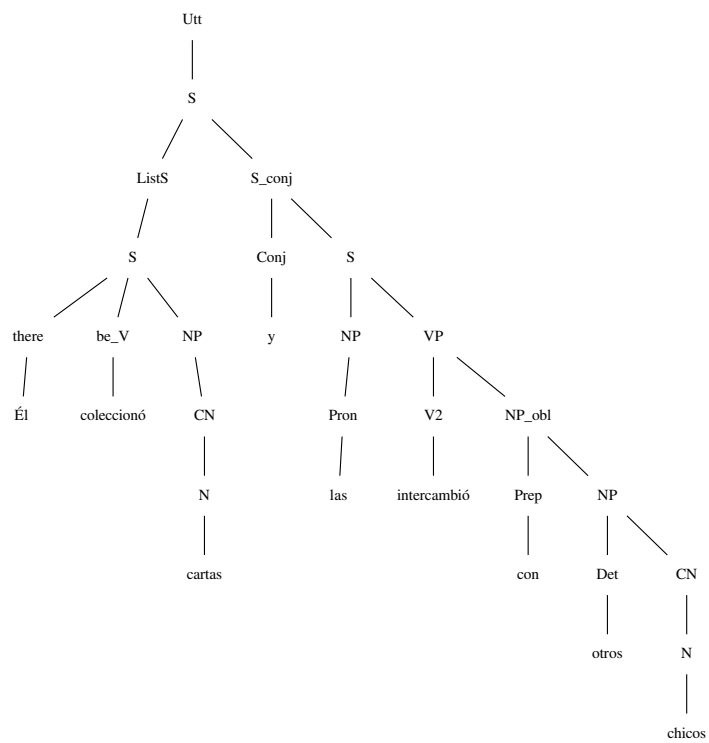 Utt
S
ListS S_conj
S Conj S
there be_V NP y NP VP
Él coleccionó CN Pron V2 NP_obl
N las intercambió Prep NP
cartas con Det CN
otros N
chicos